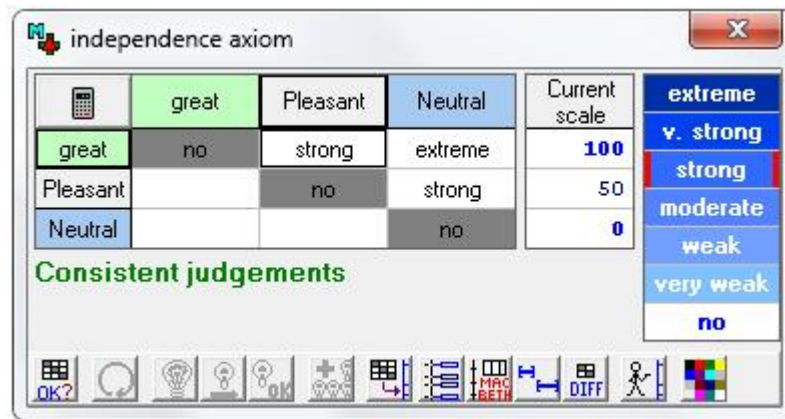 independence axiom
great Pleasant Neutral Current scale
great no strong extreme 100
Pleasant no strong 50
Neutral no 0
extreme
v. strong
strong
moderate
weak
very weak
no
Consistent judgements
OK? OK MAC BETH DIFF